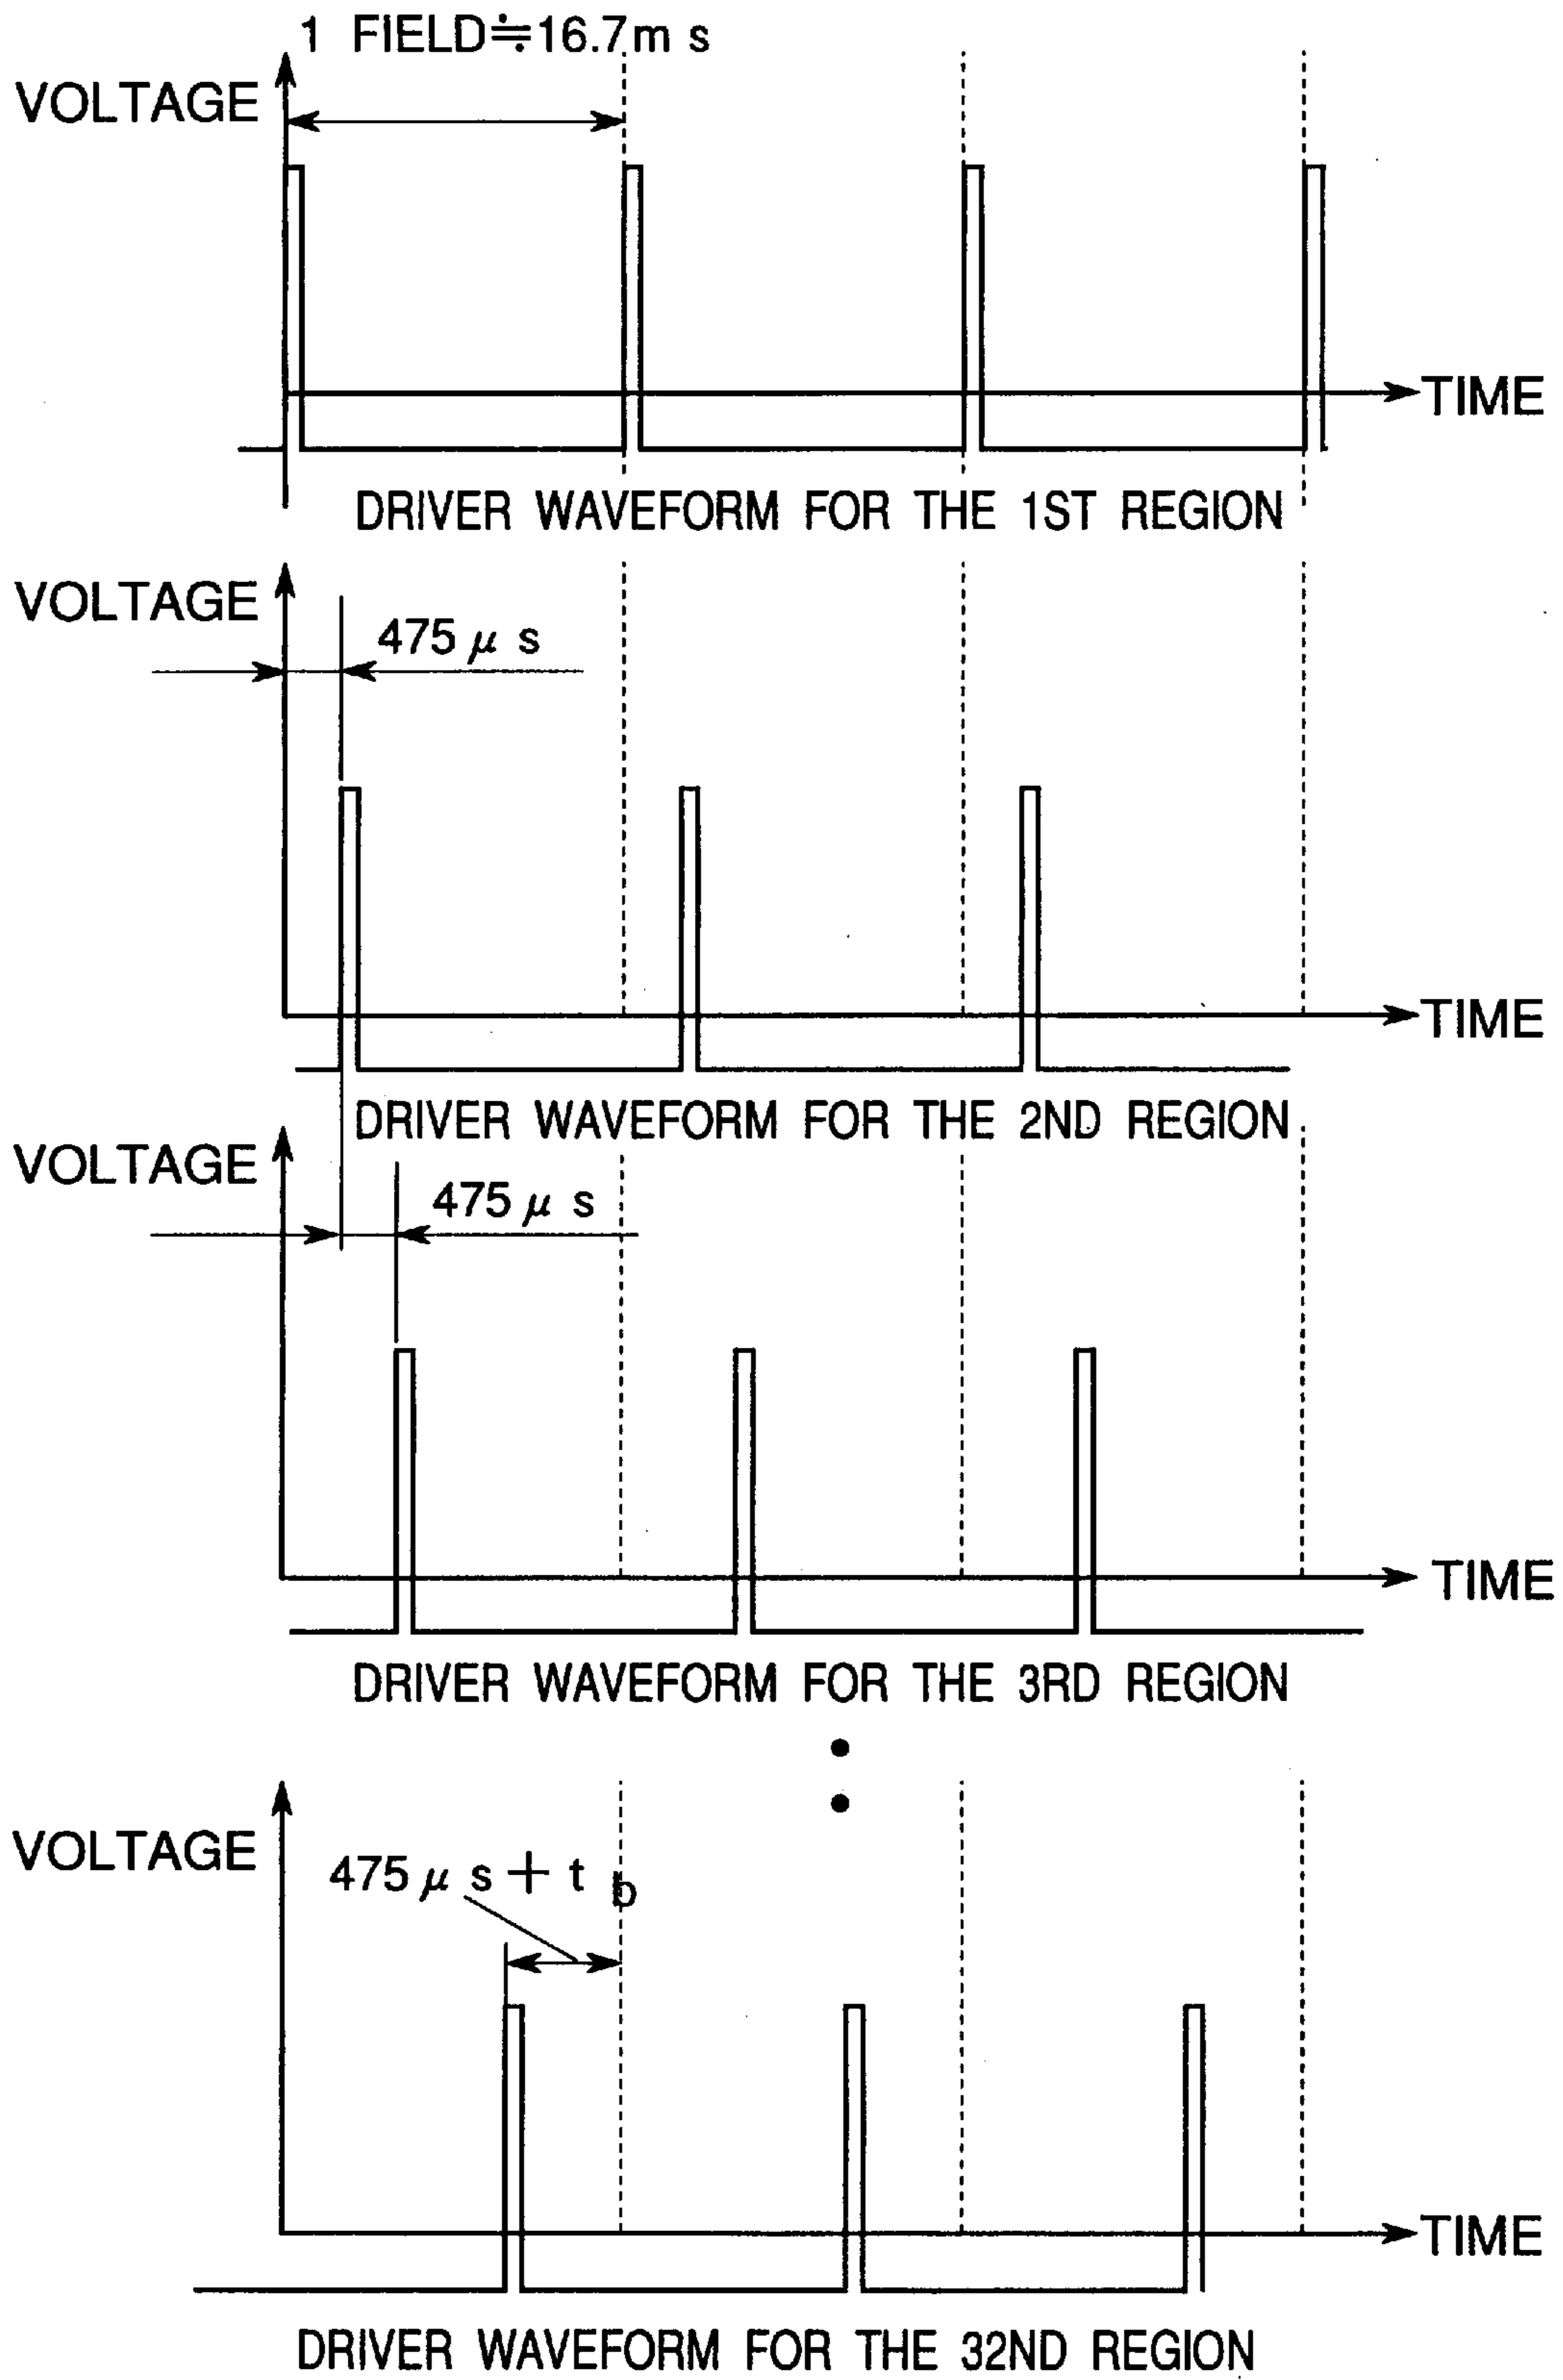 1 FIELD≒16.7m s
VOLTAGE
TIME
DRIVER WAVEFORM FOR THE 1ST REGION
VOLTAGE
475 μ s
TIME
DRIVER WAVEFORM FOR THE 2ND REGION
VOLTAGE
475 μ s
TIME
DRIVER WAVEFORM FOR THE 3RD REGION
VOLTAGE
475 μ s + t b
TIME
DRIVER WAVEFORM FOR THE 32ND REGION